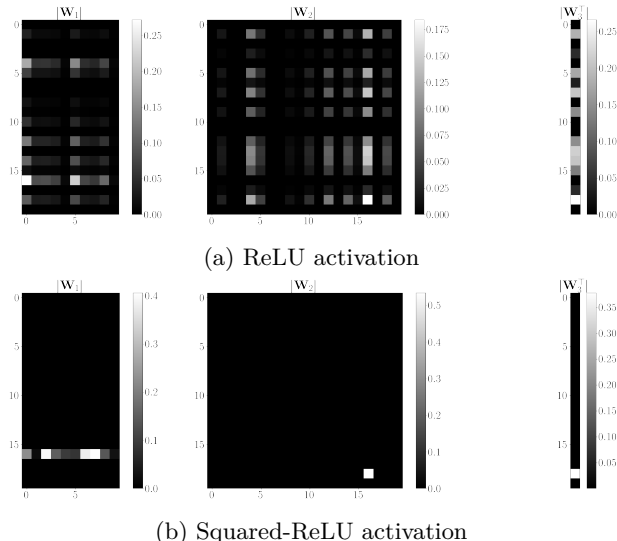 |W₁| |W₂| |W₃ᵀ|
0 0 0
5 5 5
10 10 10
15 15 15
0 5 0 5 10 15
0.25 0.20 0.15 0.10 0.05 0.00
0.175 0.150 0.125 0.100 0.075 0.050 0.025 0.000
0.25 0.20 0.15 0.10 0.05 0.00
(a) ReLU activation
|W₁| |W₂| |W₃ᵀ|
0 0 0
5 5 5
10 10 10
15 15 15
0 5 0 5 10 15
0.4 0.3 0.2 0.1 0.0
0.5 0.4 0.3 0.2 0.1 0.0
0.35 0.30 0.25 0.20 0.15 0.10 0.05
(b) Squared-ReLU activation